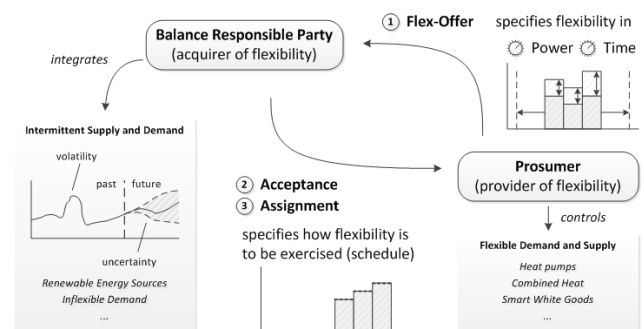 ① Flex-Offer
specifies flexibility in
Power Time
Balance Responsible Party
(acquirer of flexibility)
integrates
Intermittent Supply and Demand
volatility
past future
uncertainty
Renewable Energy Sources
Inflexible Demand
...
② Acceptance
③ Assignment
specifies how flexibility is
to be exercised (schedule)
Prosumer
(provider of flexibility)
controls
Flexible Demand and Supply
Heat pumps
Combined Heat
Smart White Goods
...